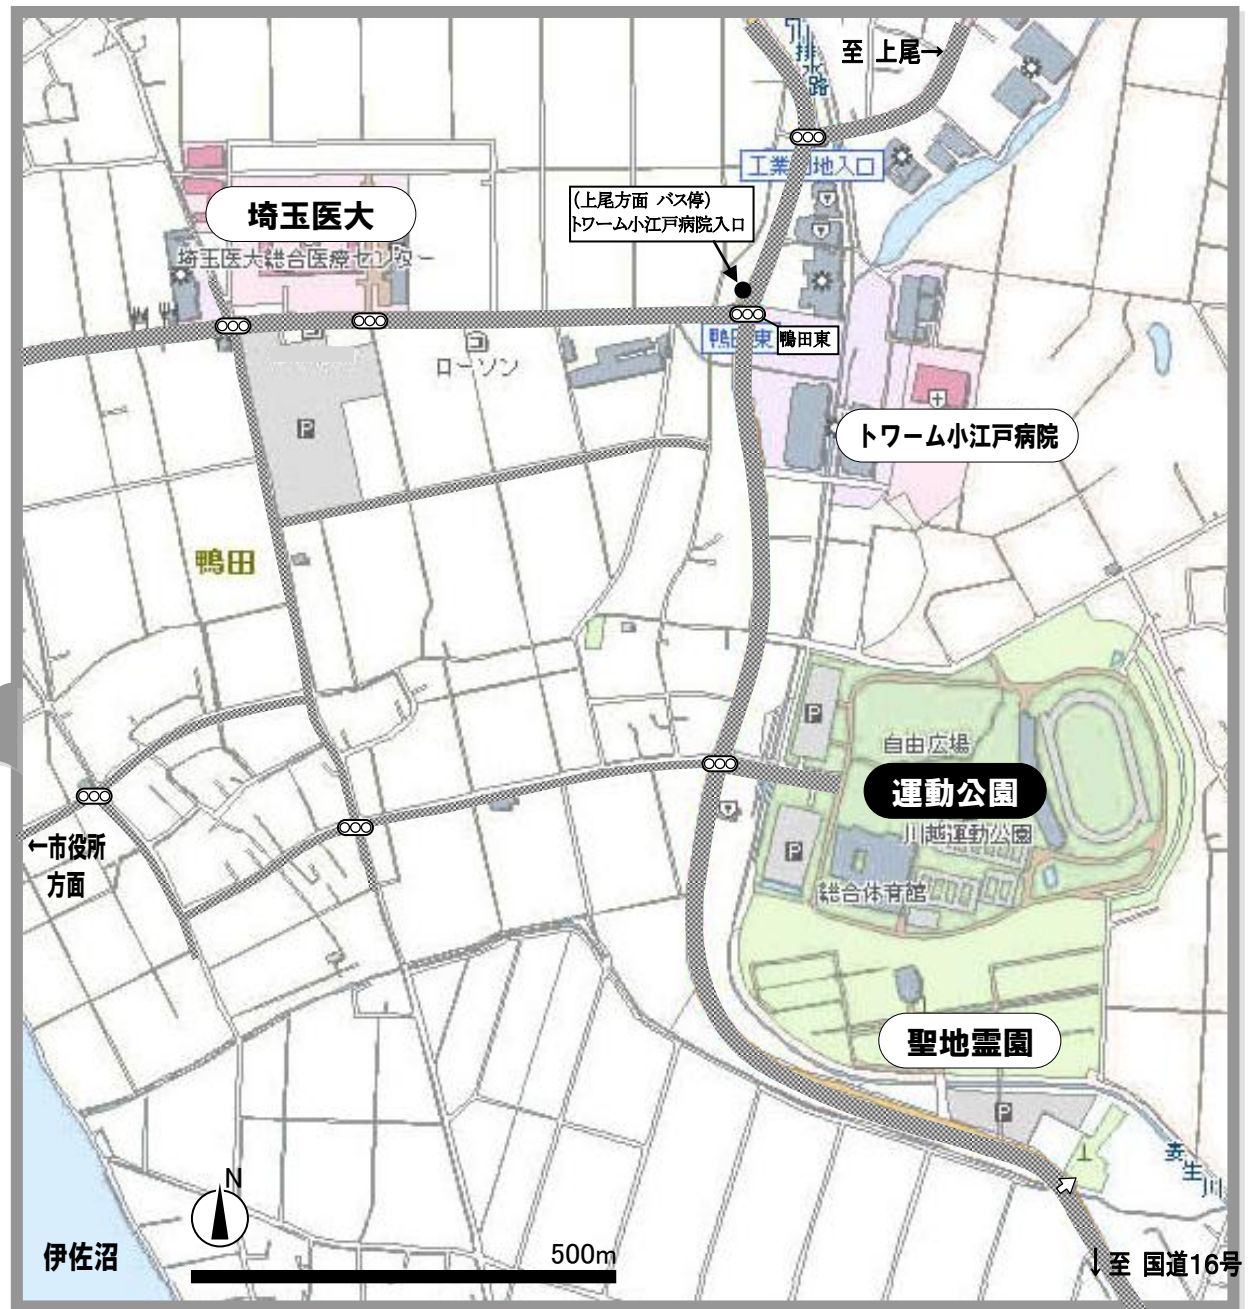 至 上尾→
排水路
工業団地入口
(上尾方面 バス停)
トワーム小江戸病院入口
埼玉医大
埼玉医大総合医療センター
鴨田東
鴨田東
ローソン
P
トワーム小江戸病院
鴨田
P
自由広場
運動公園
川越運動公園
P
総合体育館
←市役所
方面
聖地霊園
P
N
500m
伊佐沼
↓至 国道16号